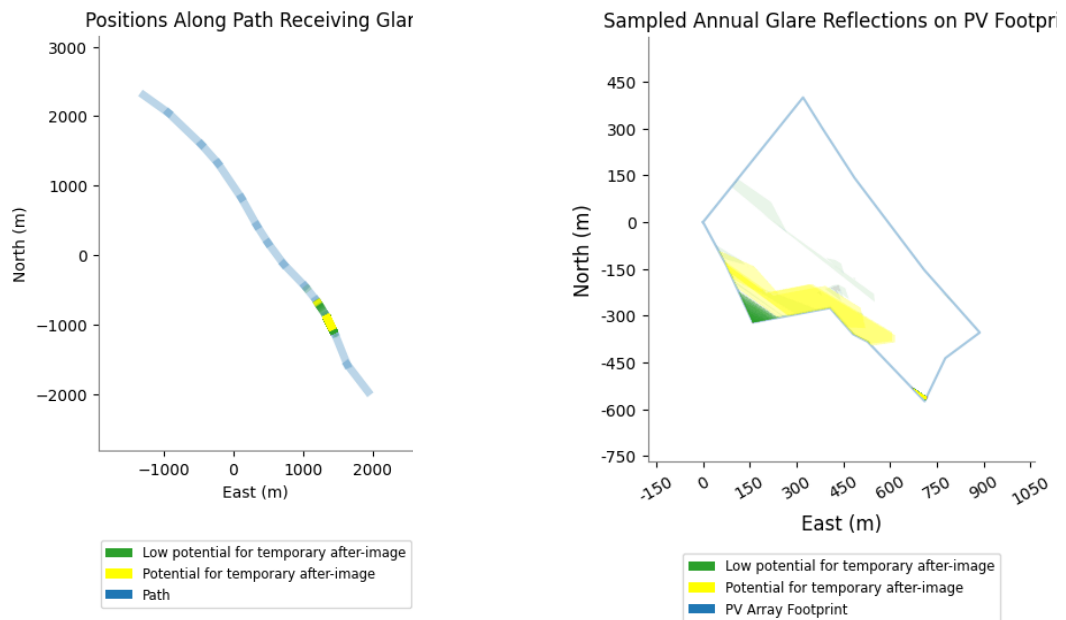 Positions Along Path Receiving Glar
3000
2000
1000
0
−1000
−2000
North (m)
−1000
0
1000
2000
East (m)
Low potential for temporary after-image
Potential for temporary after-image
Path
Sampled Annual Glare Reflections on PV Footpri
450
300
150
0
-150
-300
-450
-600
-750
North (m)
-150
0
150
300
450
600
750
900
1050
East (m)
Low potential for temporary after-image
Potential for temporary after-image
PV Array Footprint